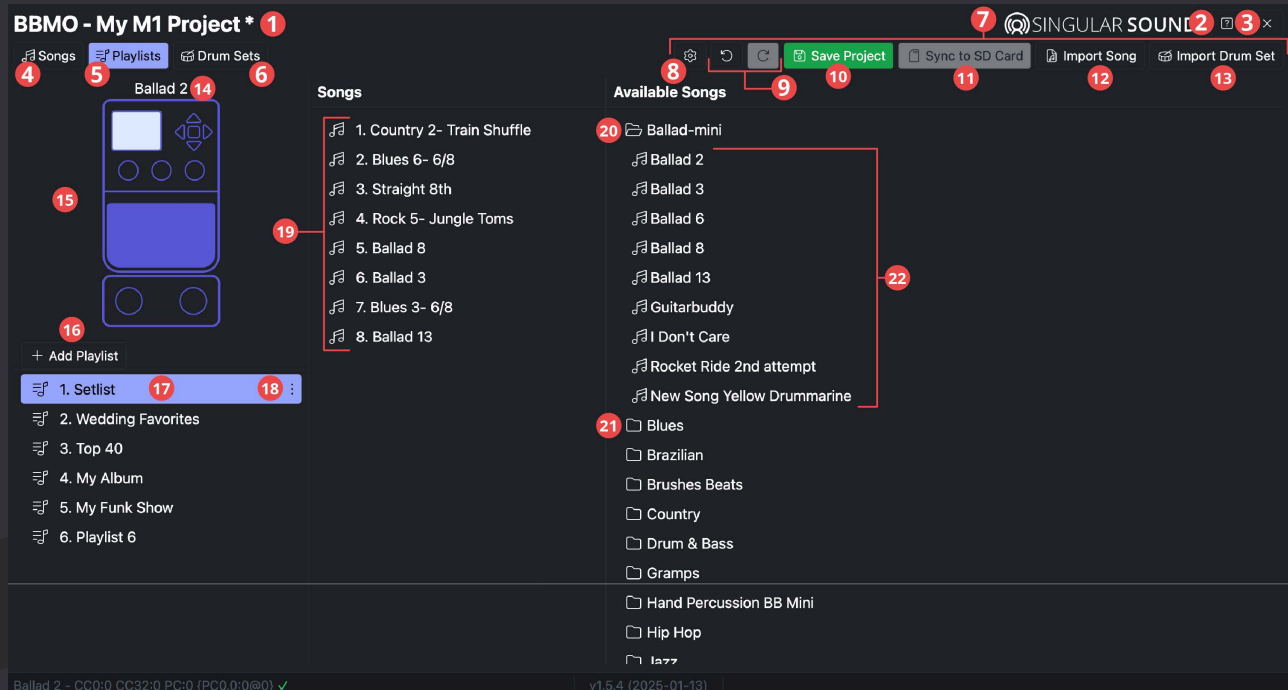 BBMO - My M1 Project * 1
7 SINGULAR SOUND 2 ? 3 ×
Songs Playlists Drum Sets
4 5 6
Save Project Sync to SD Card Import Song Import Drum Set
8 9 10 11 12 13
Ballad 2 14
15
16
+ Add Playlist
1. Setlist 17 18
2. Wedding Favorites
3. Top 40
4. My Album
5. My Funk Show
6. Playlist 6
Songs
1. Country 2- Train Shuffle
2. Blues 6- 6/8
3. Straight 8th
4. Rock 5- Jungle Toms
19
5. Ballad 8
6. Ballad 3
7. Blues 3- 6/8
8. Ballad 13
Available Songs
20 Ballad-mini
Ballad 2
Ballad 3
Ballad 6
Ballad 8
Ballad 13
22
Guitarbuddy
I Don't Care
Rocket Ride 2nd attempt
New Song Yellow Drummarine
21 Blues
Brazilian
Brushes Beats
Country
Drum & Bass
Gramps
Hand Percussion BB Mini
Hip Hop
Jazz
Ballad 2 - CC0:0 CC32:0 PC:0 {PC0.0:0@0} ✓
v1.5.4 (2025-01-13)